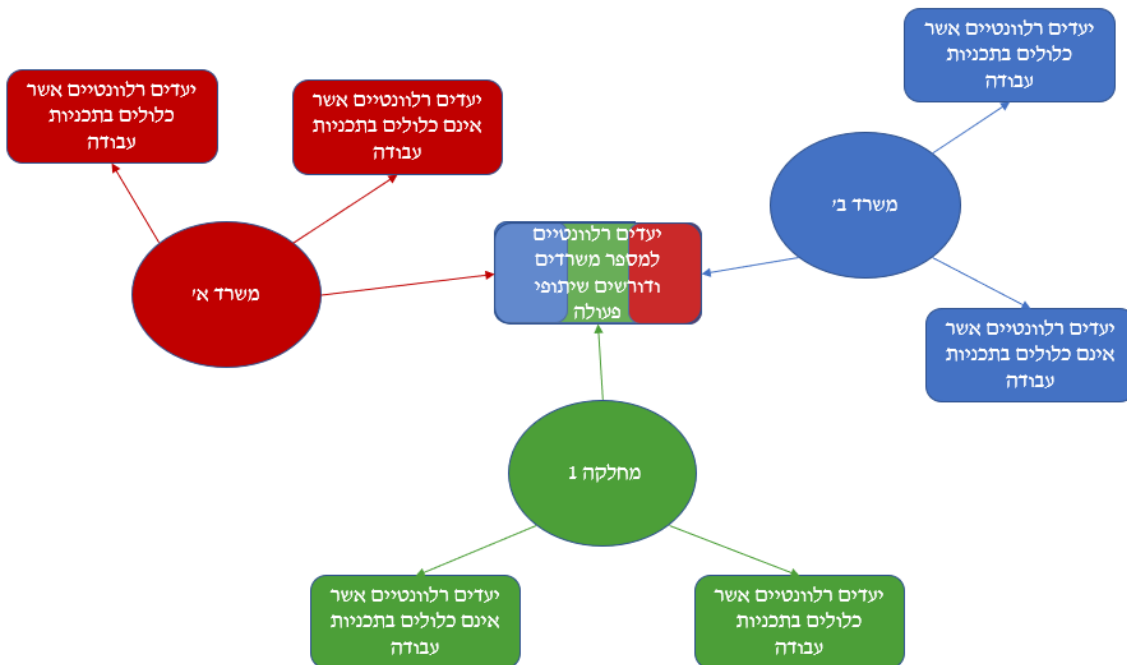 יעדים רלוונטיים אשר
כלולים בתכניות
עבודה
יעדים רלוונטיים אשר
אינם כלולים בתכניות
עבודה
יעדים רלוונטיים אשר
כלולים בתכניות
עבודה
משרד ב'
יעדים רלוונטיים
למספר משרדים
ודורשים שיתופי
פעולה
משרד א'
יעדים רלוונטיים אשר
אינם כלולים בתכניות
עבודה
מחלקה 1
יעדים רלוונטיים אשר
כלולים בתכניות
עבודה
יעדים רלוונטיים אשר
אינם כלולים בתכניות
עבודה